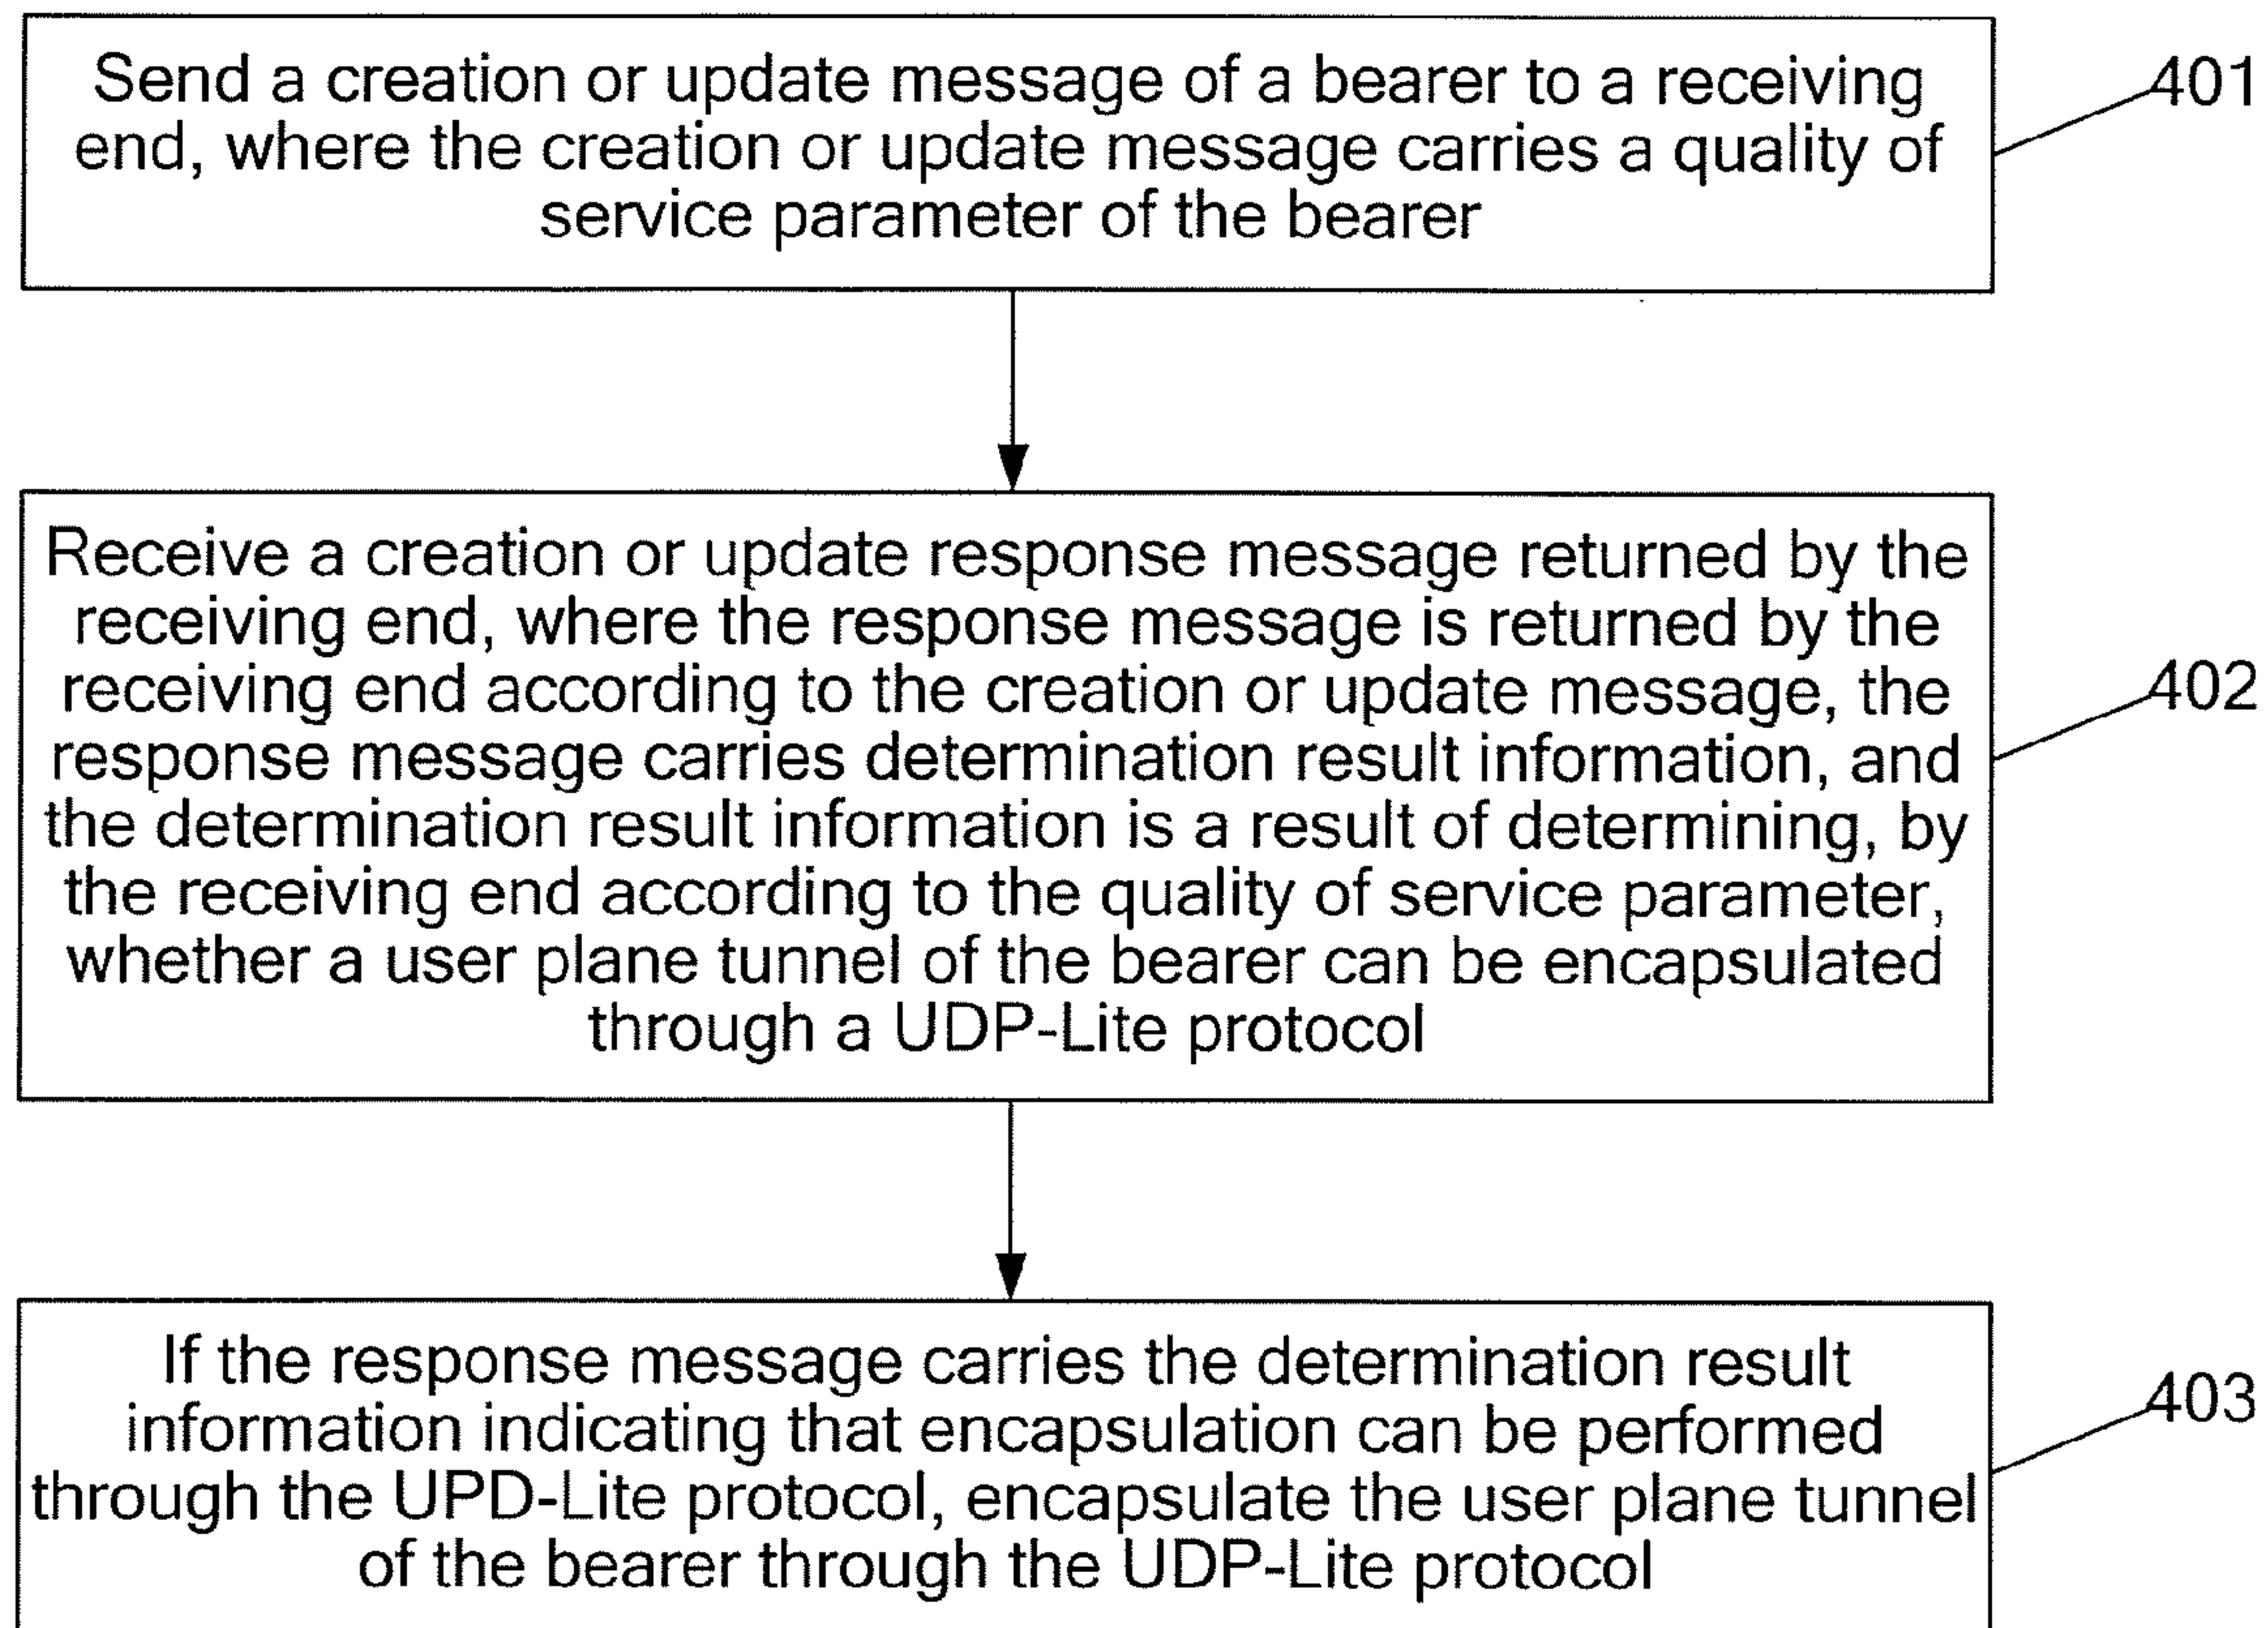 Send a creation or update message of a bearer to a receiving
end, where the creation or update message carries a quality of
service parameter of the bearer
401
Receive a creation or update response message returned by the
receiving end, where the response message is returned by the
receiving end according to the creation or update message, the
response message carries determination result information, and
the determination result information is a result of determining, by
the receiving end according to the quality of service parameter,
whether a user plane tunnel of the bearer can be encapsulated
through a UDP-Lite protocol
402
If the response message carries the determination result
information indicating that encapsulation can be performed
through the UPD-Lite protocol, encapsulate the user plane tunnel
of the bearer through the UDP-Lite protocol
403